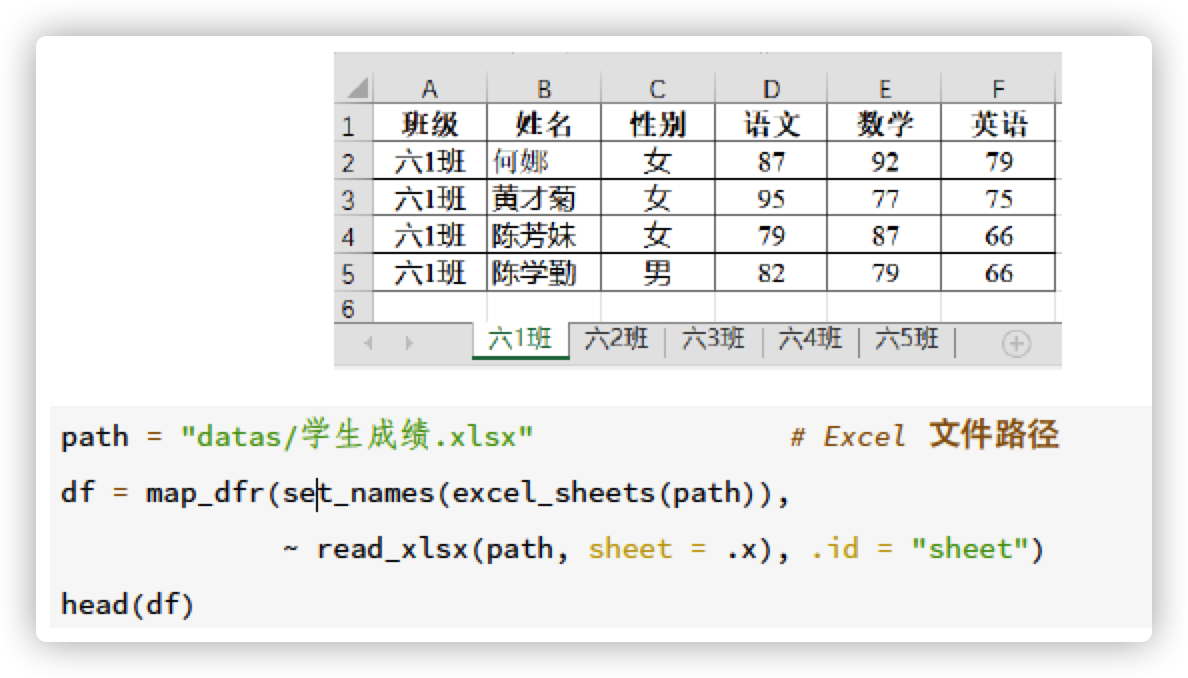 A B C D E F
1 班级 姓名 性别 语文 数学 英语
2 六1班 何娜 女 87 92 79
3 六1班 黄才菊 女 95 77 75
4 六1班 陈芳妹 女 79 87 66
5 六1班 陈学勤 男 82 79 66
6
六1班 六2班 六3班 六4班 六5班
path = "datas/学生成绩.xlsx" # Excel 文件路径
df = map_dfr(set_names(excel_sheets(path)),
~ read_xlsx(path, sheet = .x), .id = "sheet")
head(df)